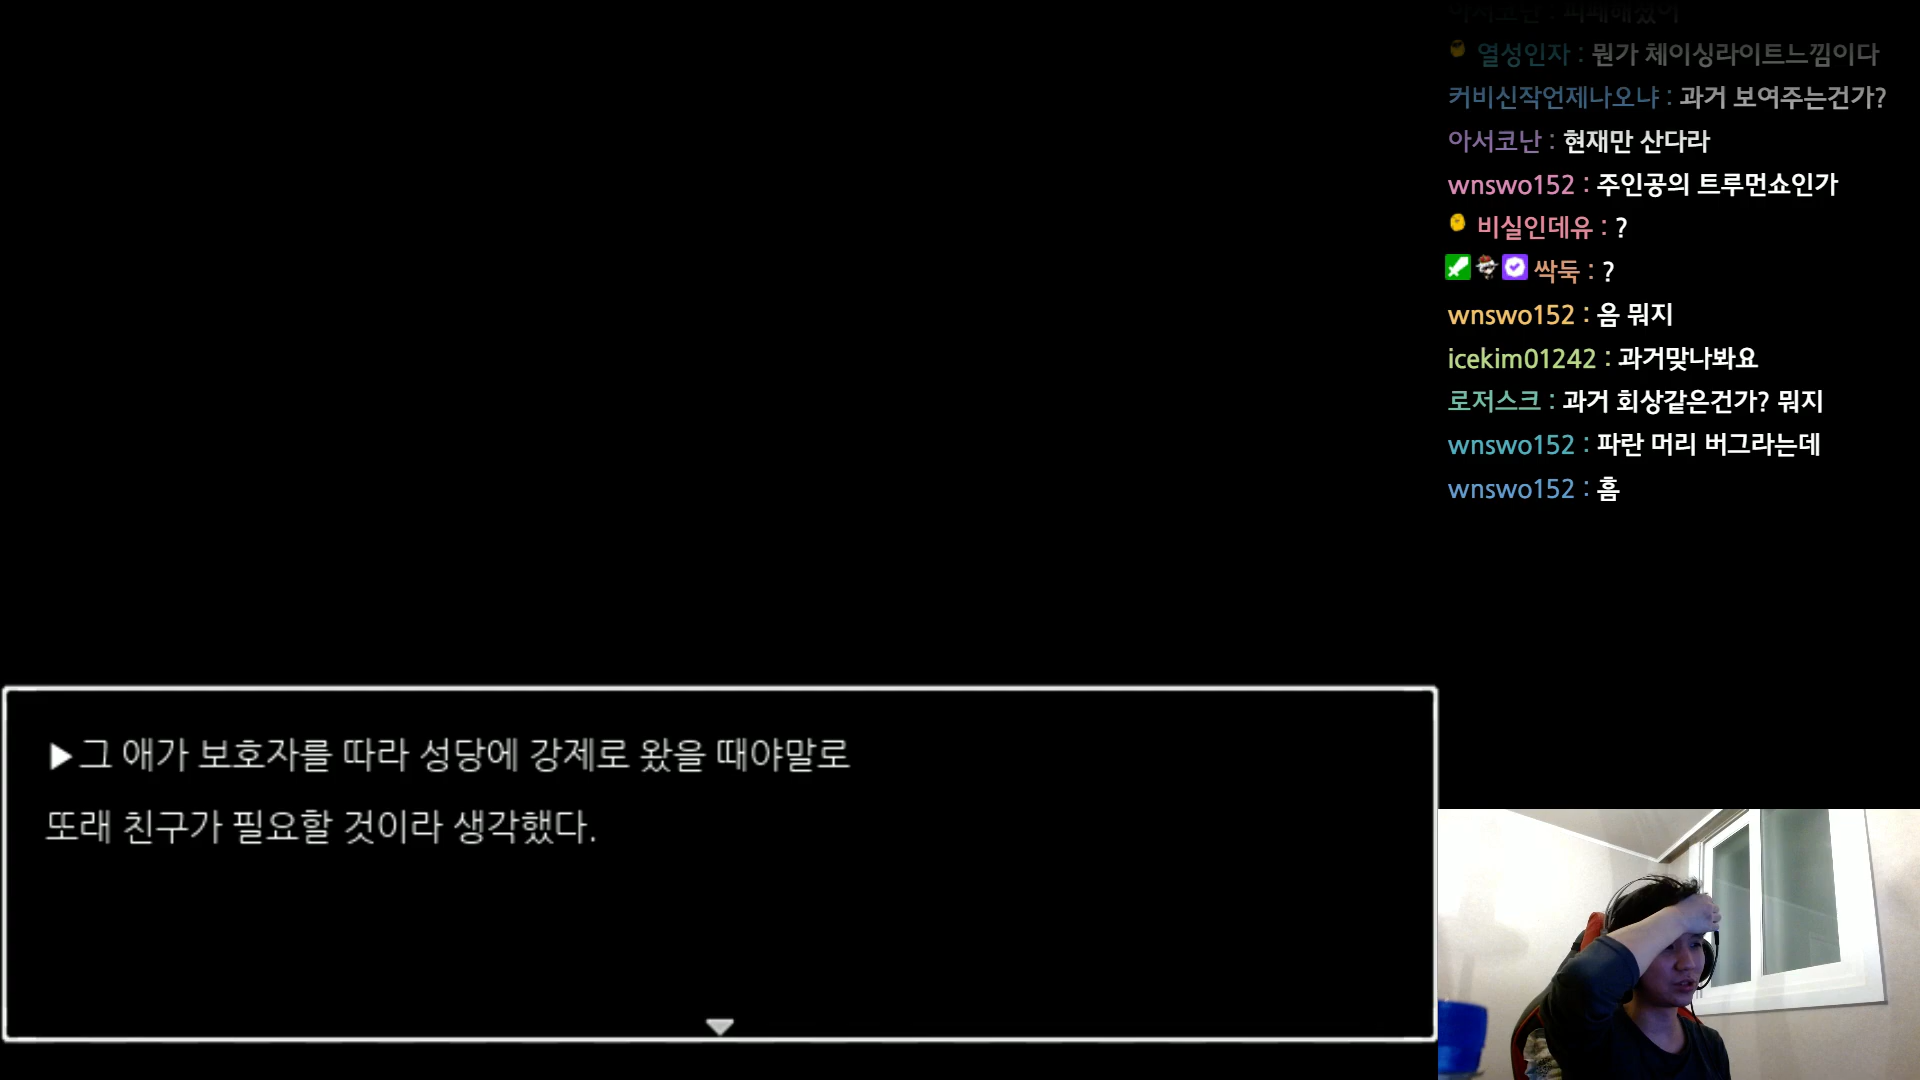 열성인자 : 뭔가 체이싱라이트느낌이다
커비신작언제나오냐 : 과거 보여주는건가?
아서코난 : 현재만 산다라
wnswo152 : 주인공의 트루먼쇼인가
비실인데유 : ?
싹둑 : ?
wnswo152 : 음 뭐지
icekim01242 : 과거맞나봐요
로저스크 : 과거 회상같은건가? 뭐지
wnswo152 : 파란 머리 버그라는데
wnswo152 : 흠
▶그 애가 보호자를 따라 성당에 강제로 왔을 때야말로
또래 친구가 필요할 것이라 생각했다.